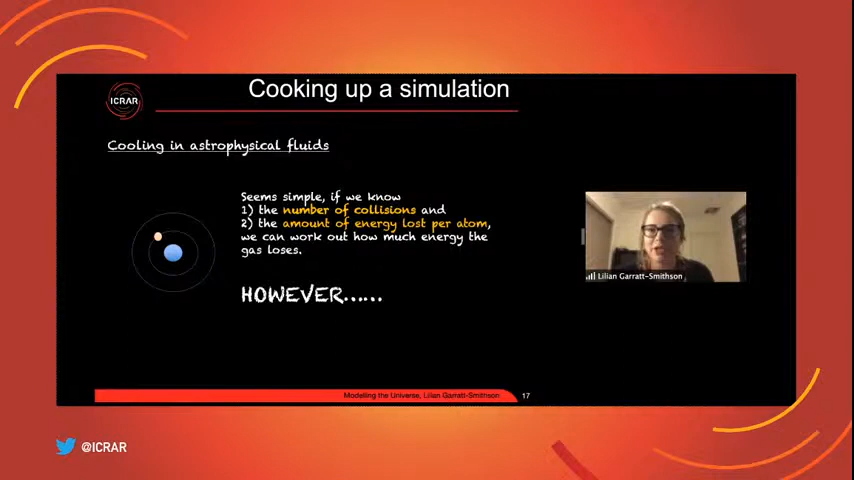 ICRAR
Cooking up a simulation
Cooling in astrophysical fluids
Seems simple, if we know
1) the number of collisions and
2) the amount of energy lost per atom,
we can work out how much energy the
gas loses.
HOWEVER......
Lilian Garratt-Smithson
Modelling the Universe, Lilian Garratt-Smithson
17
@ICRAR